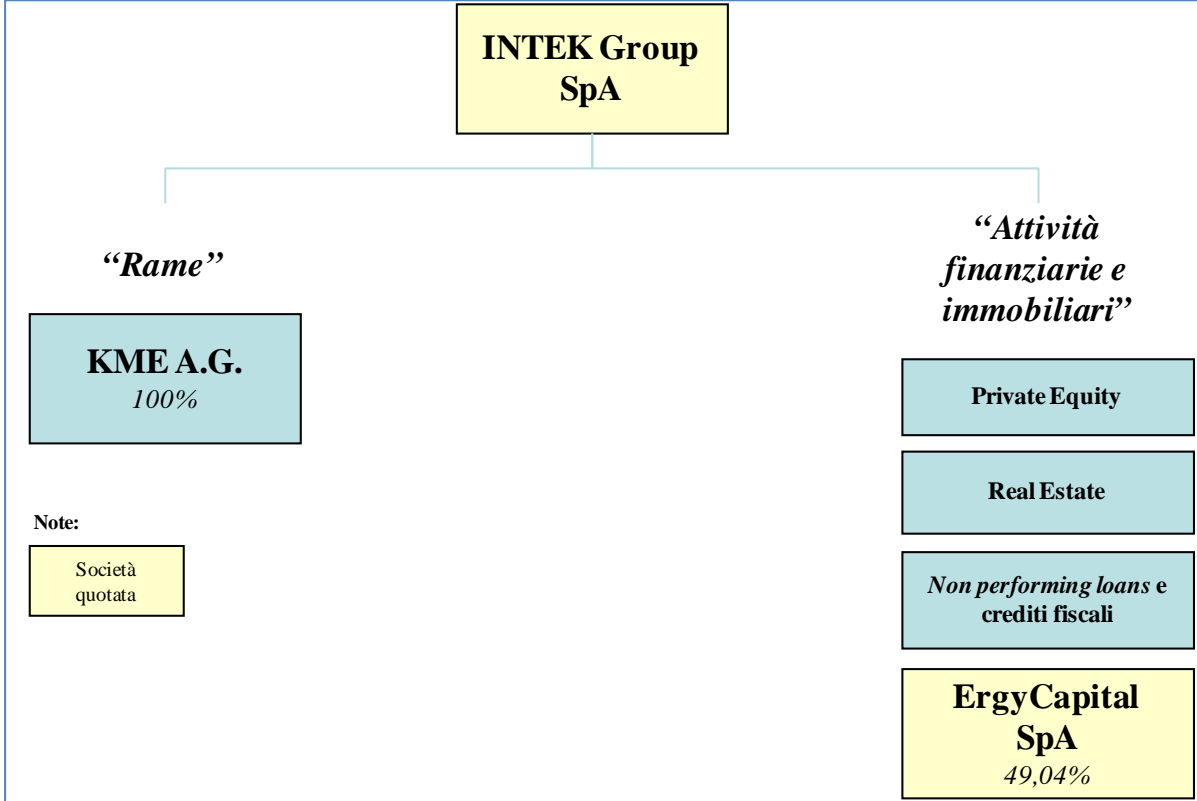 INTEK Group
SpA
“Rame”
KME A.G.
100%
Note:
Società
quotata
“Attività
finanziarie e
immobiliari”
Private Equity
Real Estate
Non performing loans e
crediti fiscali
ErgyCapital
SpA
49,04%